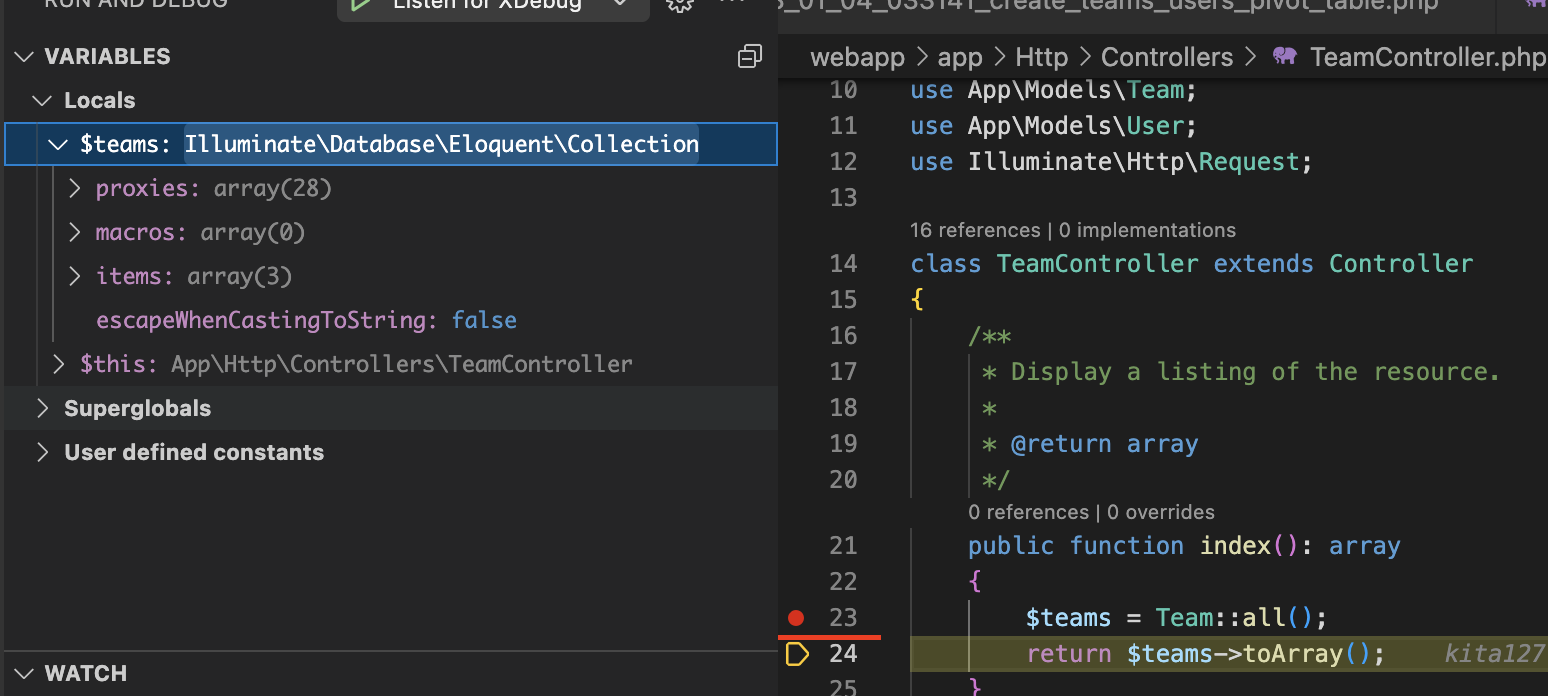 RUN AND DEBUG
Listen for XDebug
_01_04_033141_create_teams_users_pivot_table.php
VARIABLES
Locals
$teams: Illuminate\Database\Eloquent\Collection
proxies: array(28)
macros: array(0)
items: array(3)
escapeWhenCastingToString: false
$this: App\Http\Controllers\TeamController
Superglobals
User defined constants
WATCH
webapp > app > Http > Controllers > TeamController.php
10 use App\Models\Team;
11 use App\Models\User;
12 use Illuminate\Http\Request;
13
16 references | 0 implementations
14 class TeamController extends Controller
15 {
16 /**
17 * Display a listing of the resource.
18 *
19 * @return array
20 */
0 references | 0 overrides
21 public function index(): array
22 {
23 $teams = Team::all();
24 return $teams->toArray(); kita127
25 }